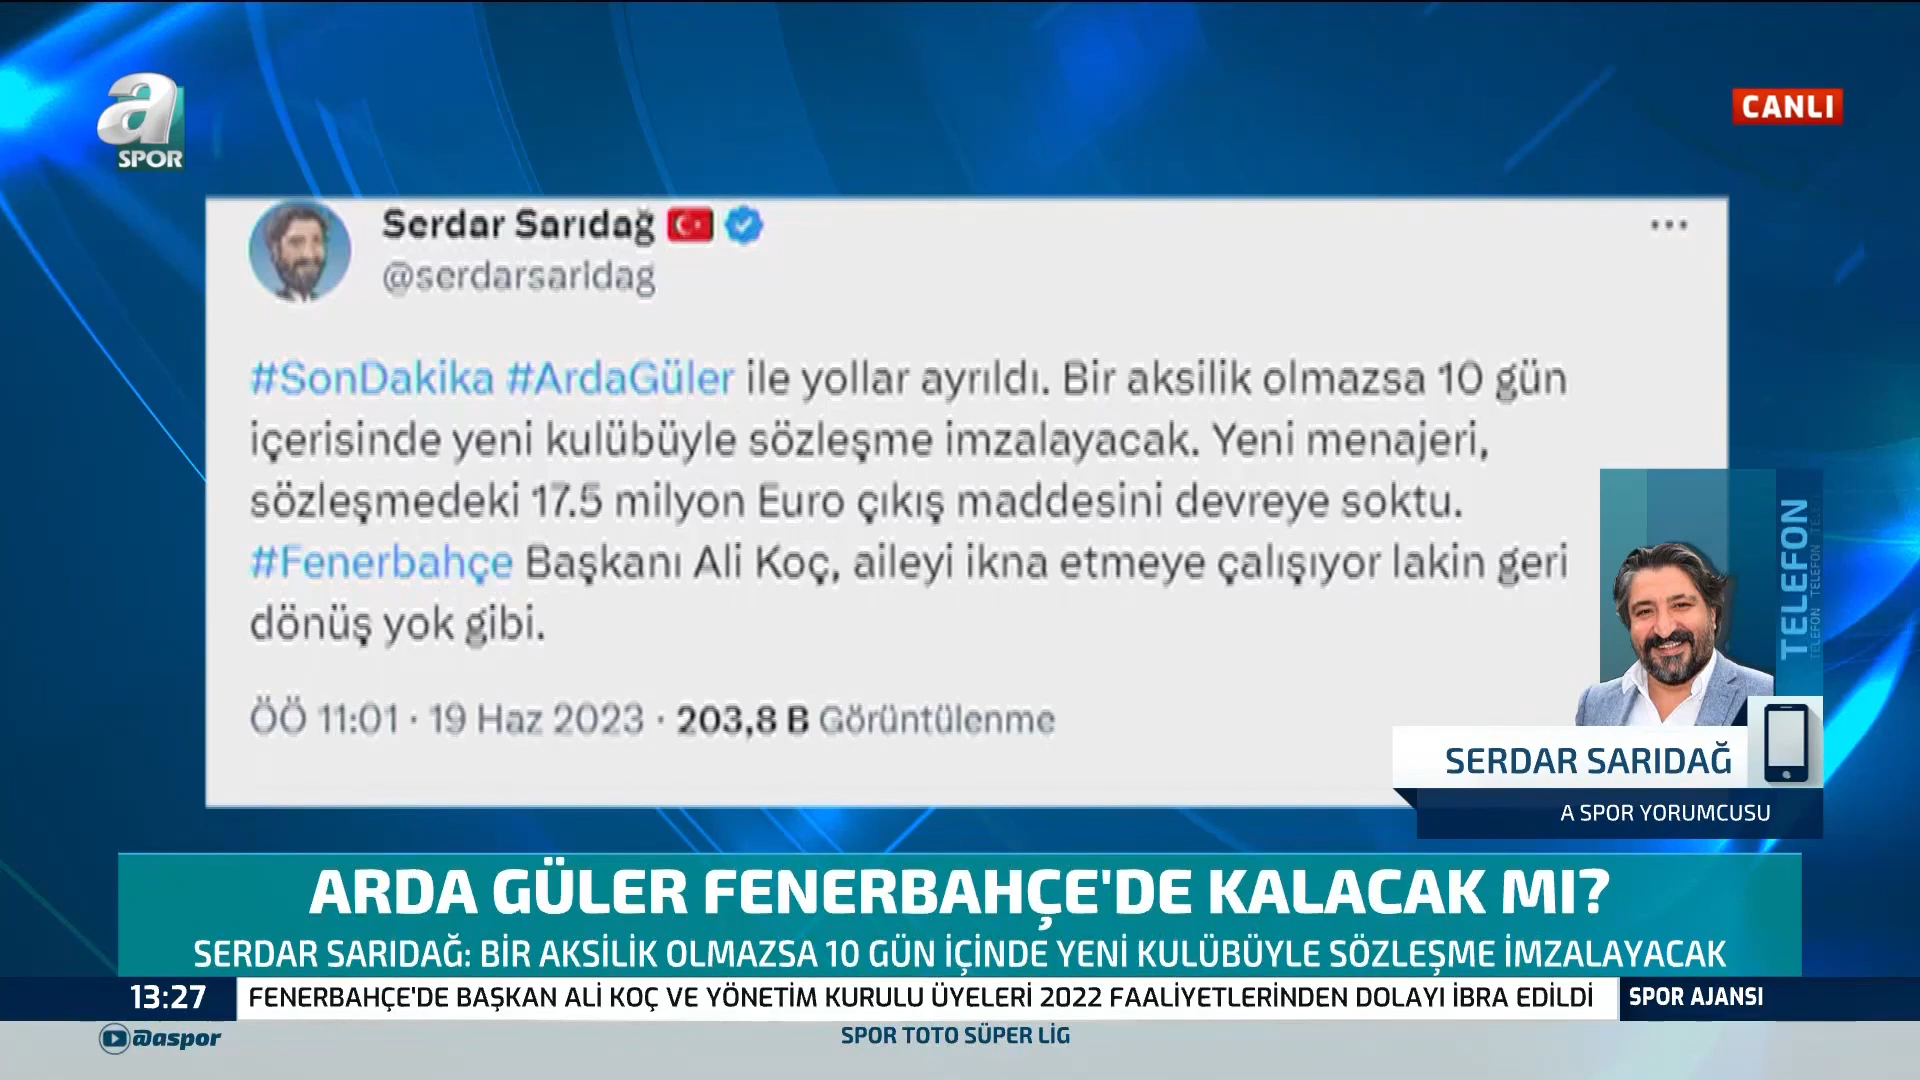 a
SPOR
CANLI
Serdar Sarıdağ
@serdarsaridag
#SonDakika #ArdaGüler ile yollar ayrıldı. Bir aksilik olmazsa 10 gün
içerisinde yeni kulübüyle sözleşme imzalayacak. Yeni menajeri,
sözleşmedeki 17.5 milyon Euro çıkış maddesini devreye soktu.
#Fenerbahçe Başkanı Ali Koç, aileyi ikna etmeye çalışıyor lakin geri
dönüş yok gibi.
ÖÖ 11:01 · 19 Haz 2023 · 203,8 B Görüntülenme
TELEFON
TELEFON TELEFON TE
SERDAR SARIDAĞ
A SPOR YORUMCUSU
ARDA GÜLER FENERBAHÇE'DE KALACAK MI?
SERDAR SARIDAĞ: BİR AKSİLİK OLMAZSA 10 GÜN İÇİNDE YENİ KULÜBÜYLE SÖZLEŞME İMZALAYACAK
13:27 FENERBAHÇE'DE BAŞKAN ALİ KOÇ VE YÖNETİM KURULU ÜYELERİ 2022 FAALİYETLERİNDEN DOLAYI İBRA EDİLDİ SPOR AJANSI
@aspor SPOR TOTO SÜPER LİG